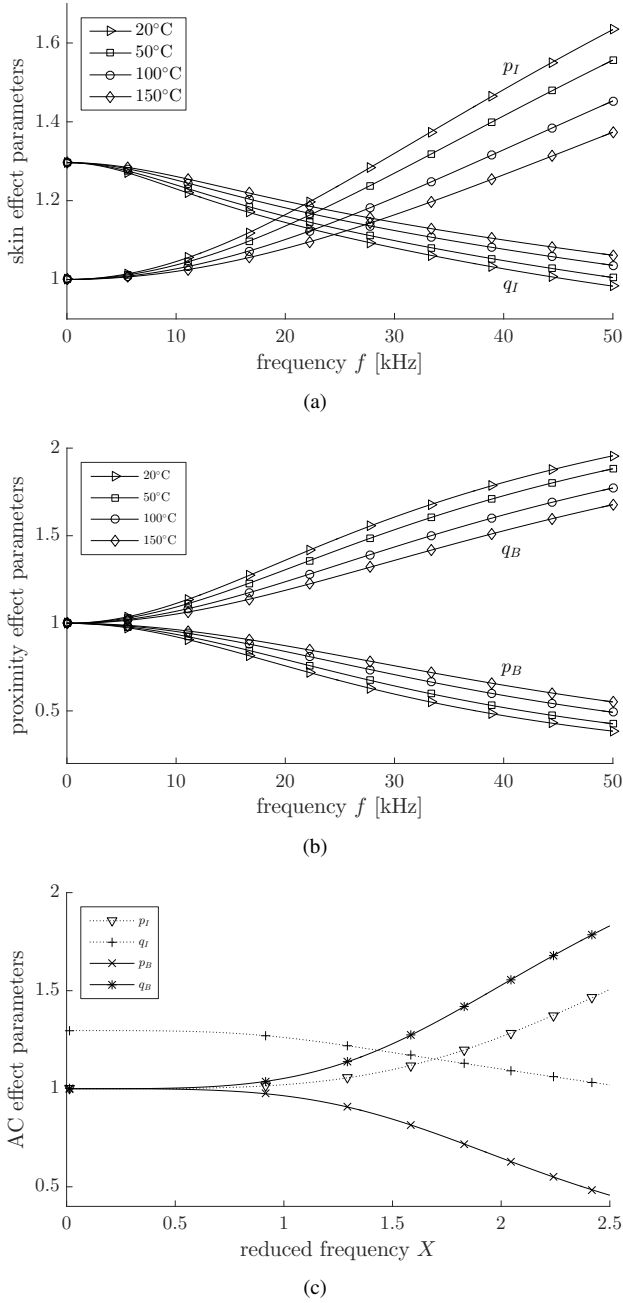 1.6
1.4
1.2
1
skin effect parameters
20°C
50°C
100°C
150°C
p_I
q_I
0 10 20 30 40 50
frequency f [kHz]
(a)
2
1.5
1
0.5
proximity effect parameters
20°C
50°C
100°C
150°C
q_B
p_B
0 10 20 30 40 50
frequency f [kHz]
(b)
2
1.5
1
0.5
AC effect parameters
p_I
q_I
p_B
q_B
0 0.5 1 1.5 2 2.5
reduced frequency X
(c)